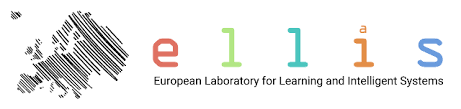 a
ellis
European Laboratory for Learning and Intelligent Systems